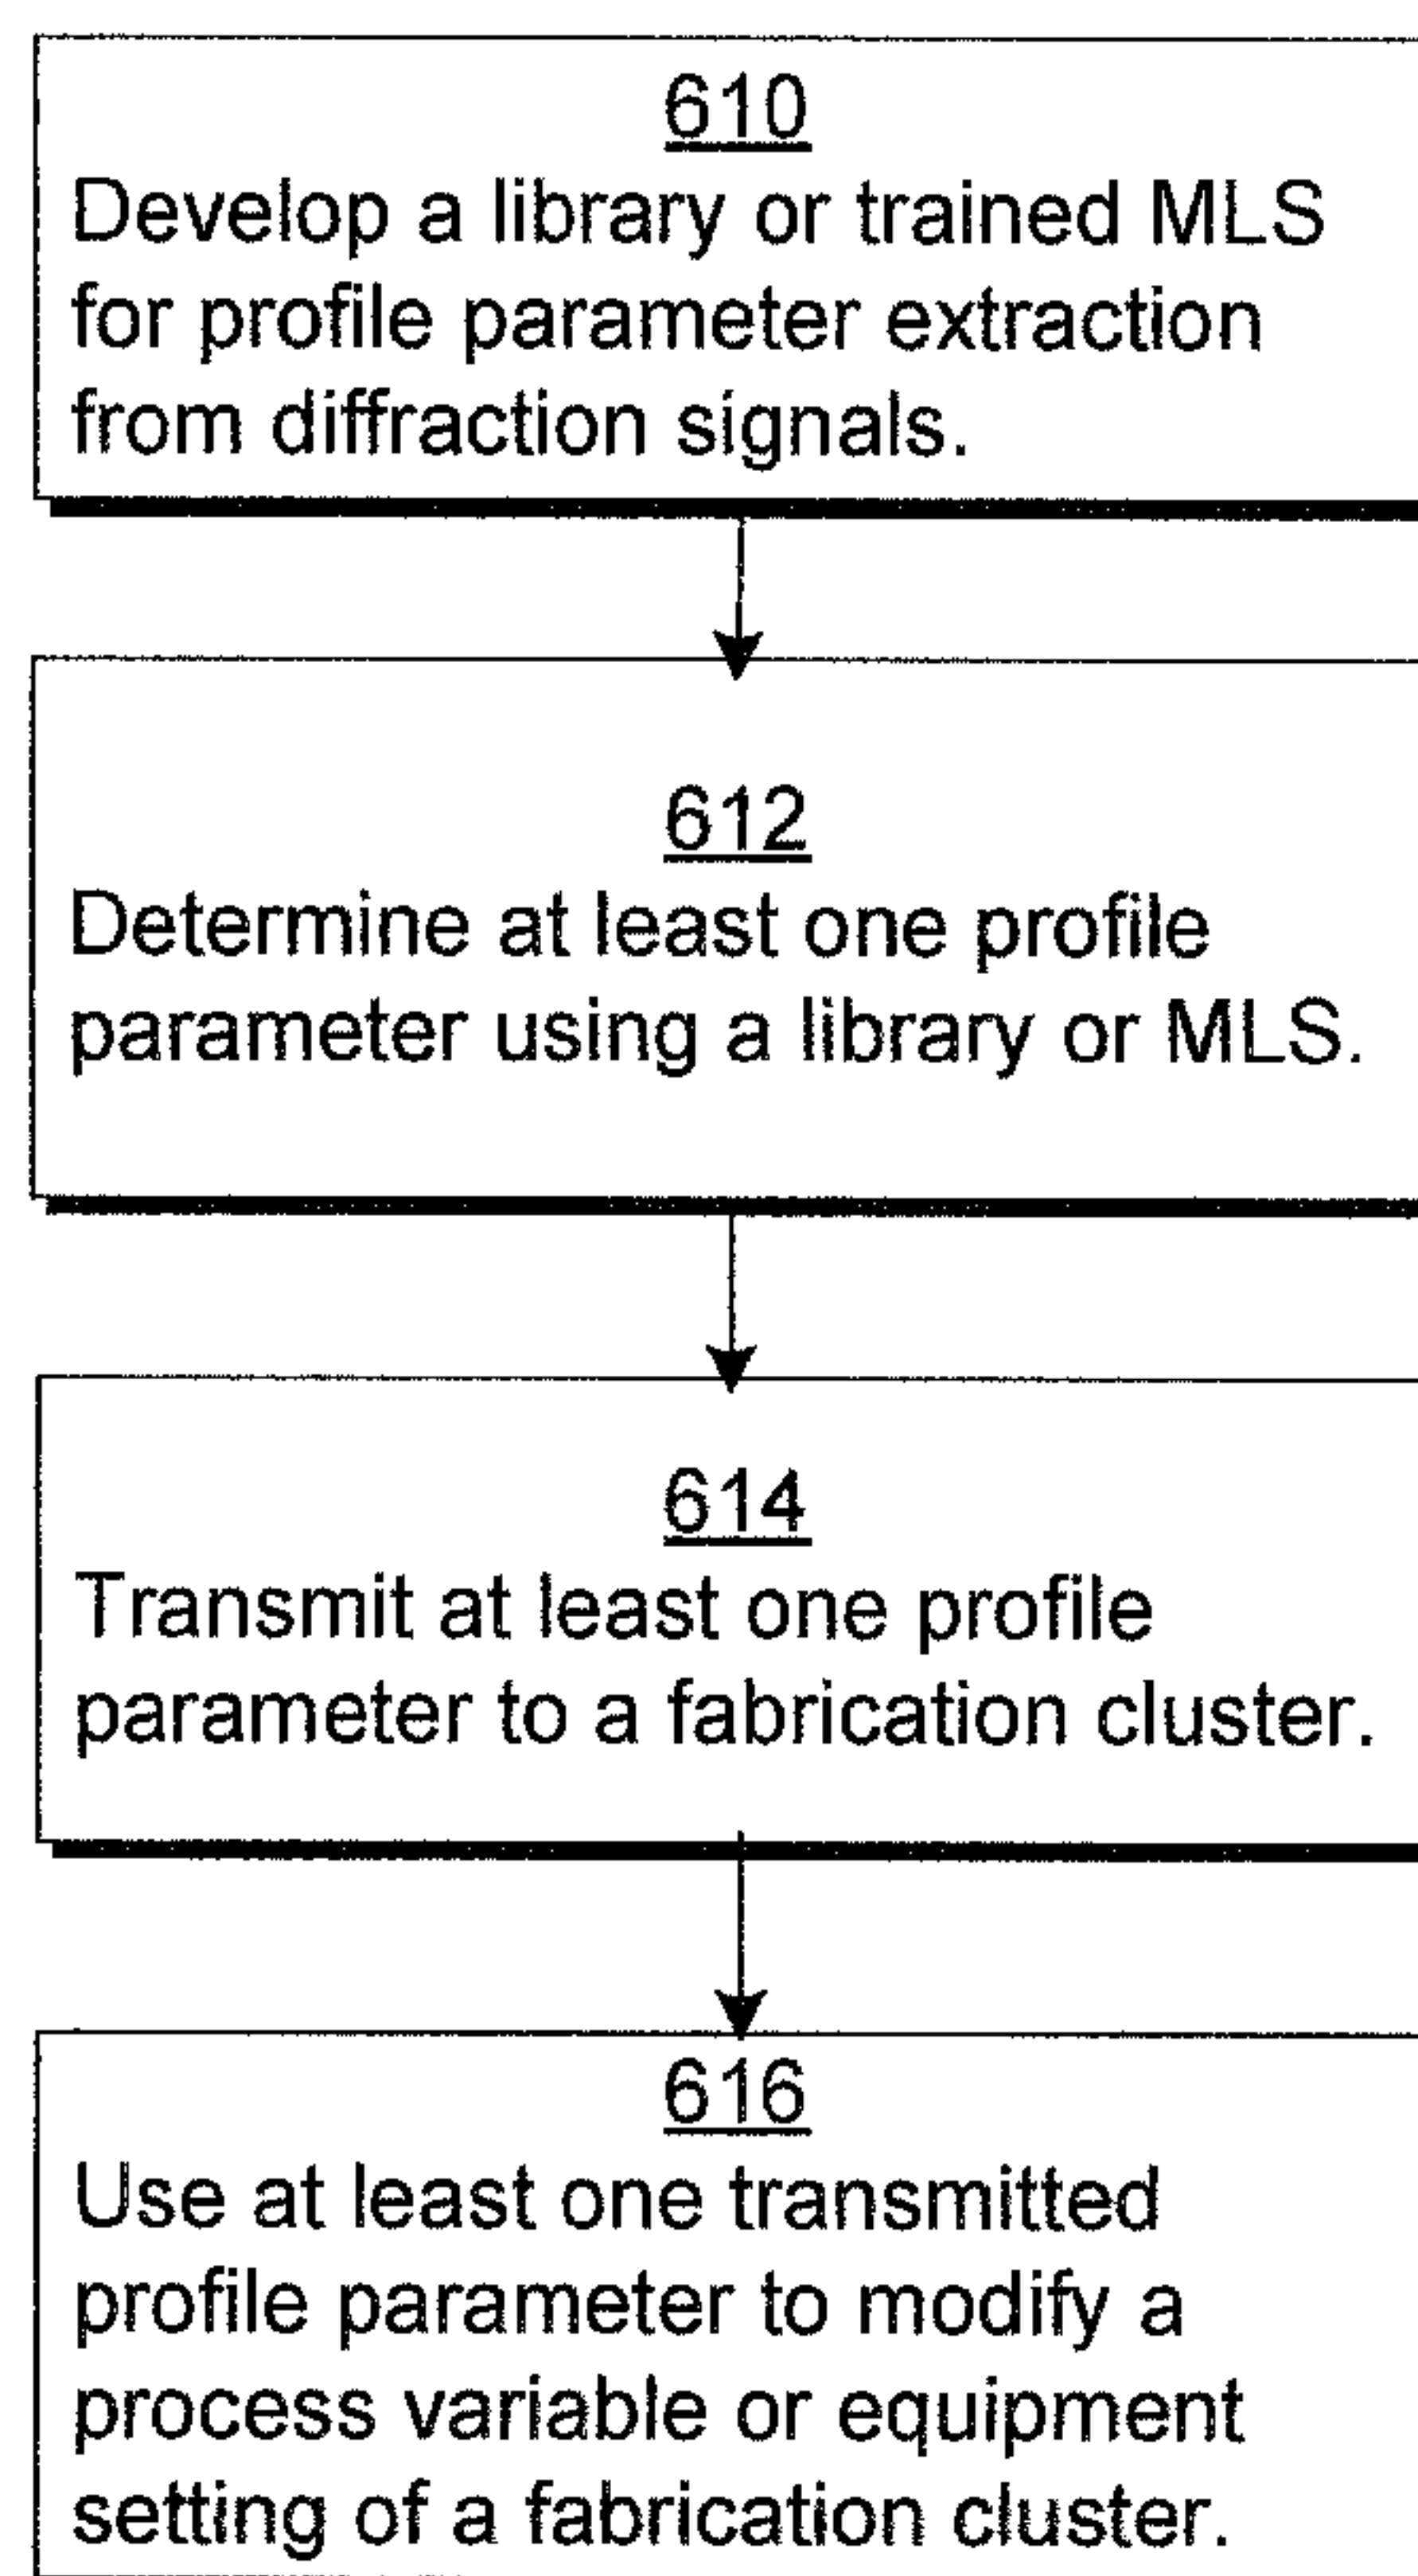 610
Develop a library or trained MLS
for profile parameter extraction
from diffraction signals.
612
Determine at least one profile
parameter using a library or MLS.
614
Transmit at least one profile
parameter to a fabrication cluster.
616
Use at least one transmitted
profile parameter to modify a
process variable or equipment
setting of a fabrication cluster.